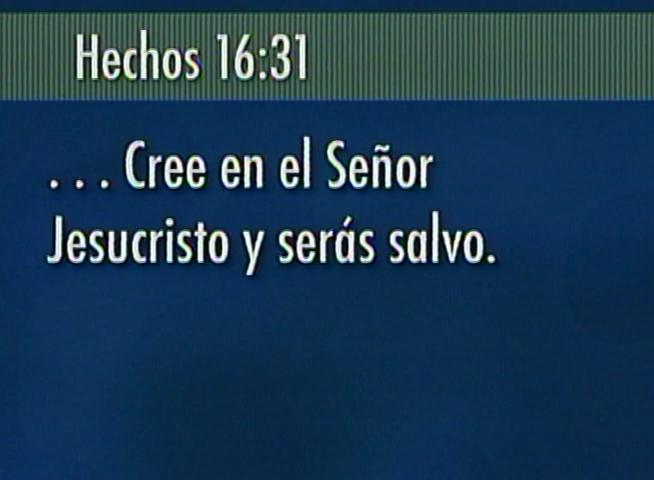 Hechos 16:31
. . . Cree en el Señor
Jesucristo y serás salvo.